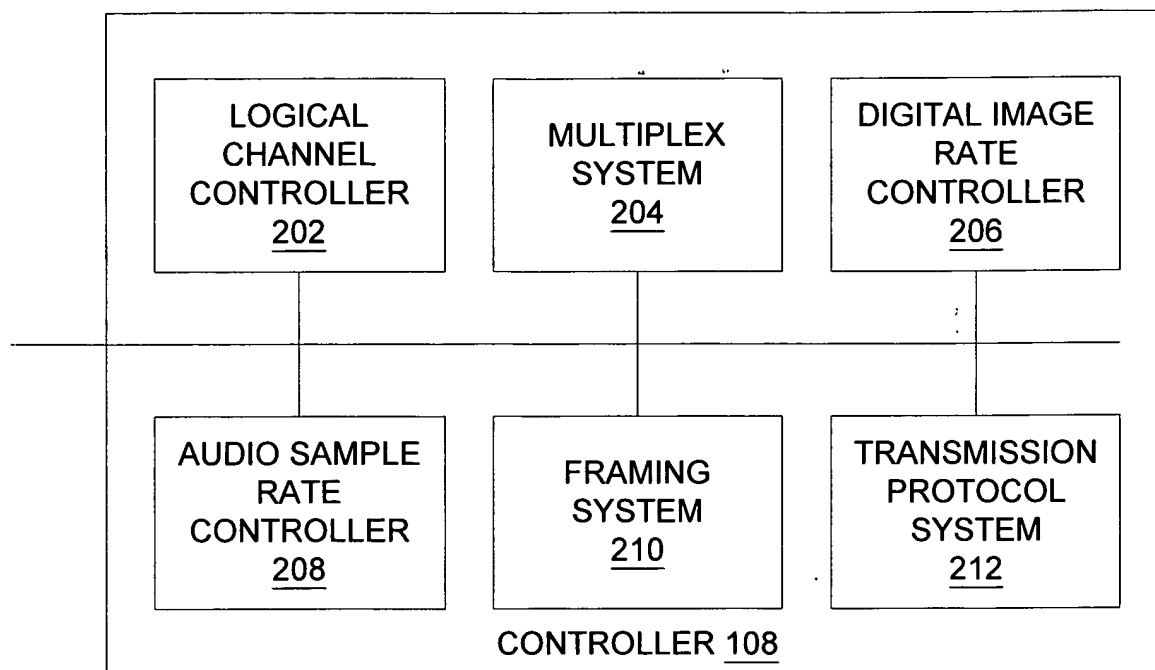 LOGICAL
CHANNEL
CONTROLLER
202
MULTIPLEX
SYSTEM
204
DIGITAL IMAGE
RATE
CONTROLLER
206
AUDIO SAMPLE
RATE
CONTROLLER
208
FRAMING
SYSTEM
210
TRANSMISSION
PROTOCOL
SYSTEM
212
CONTROLLER 108